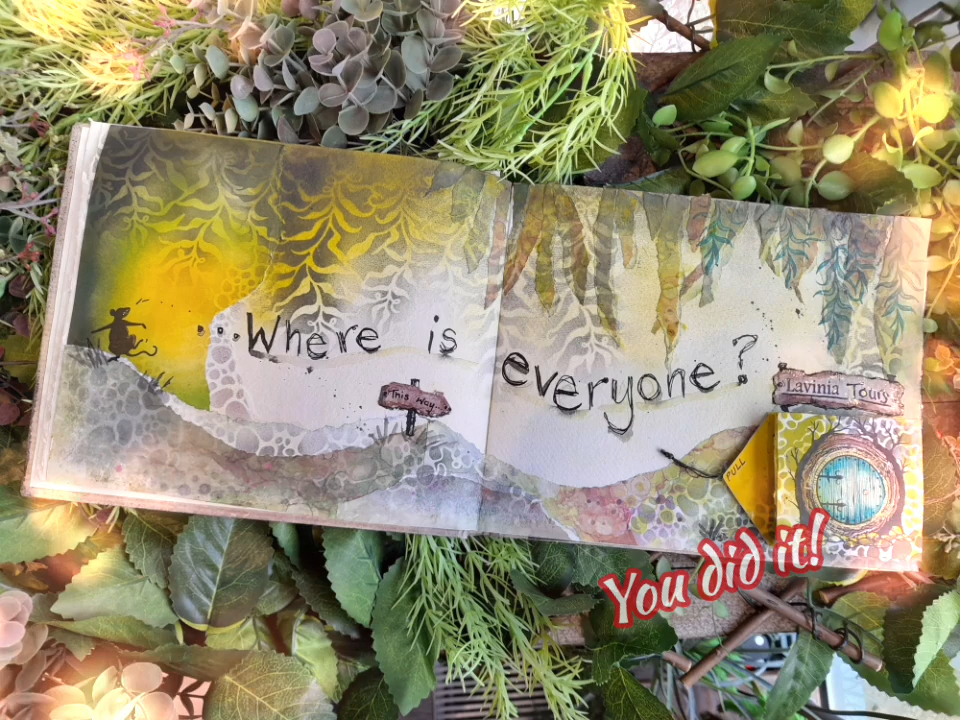 Where is everyone?
This Way...
Lavinia Tours
PULL
You did it!